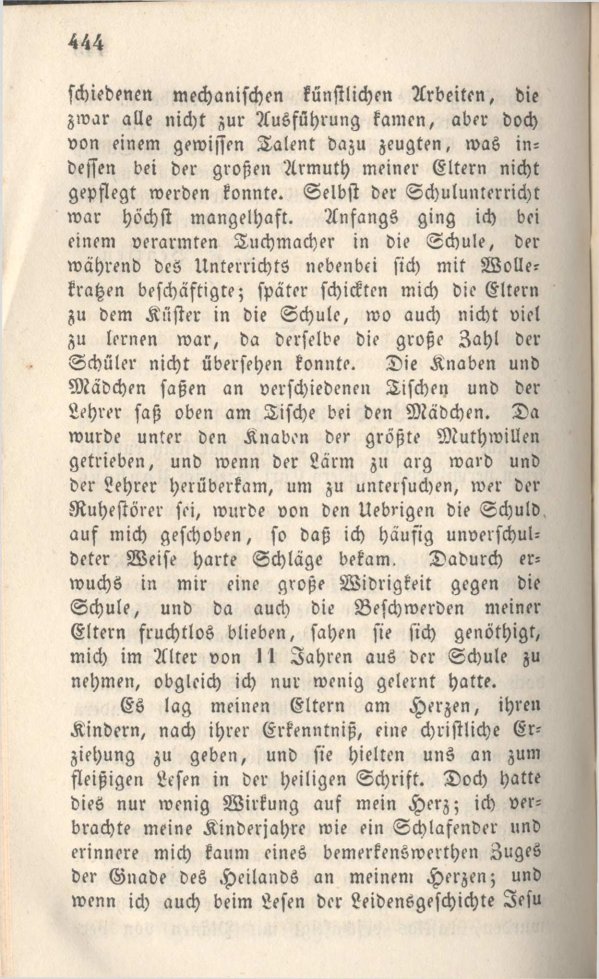 444
schiedenen mechanischen künstlichen Arbeiten, die
zwar alle nicht zur Ausführung kamen, aber doch
von einem gewissen Talent dazu zeugten, was in-
dessen bei der großen Armuth meiner Eltern nicht
gepflegt werden konnte. Selbst der Schulunterricht
war höchst mangelhaft. Anfangs ging ich bei
einem verarmten Tuchmacher in die Schule, der
während des Unterrichts nebenbei sich mit Wolle-
kratzen beschäftigte; später schickten mich die Eltern
zu dem Küster in die Schule, wo auch nicht viel
zu lernen war, da derselbe die große Zahl der
Schüler nicht übersehen konnte. Die Knaben und
Mädchen saßen an verschiedenen Tischen und der
Lehrer saß oben am Tische bei den Mädchen. Da
wurde unter den Knaben der größte Muthwillen
getrieben, und wenn der Lärm zu arg ward und
der Lehrer herüberkam, um zu untersuchen, wer der
Ruhestörer sei, wurde von den Uebrigen die Schuld
auf mich geschoben, so daß ich häufig unverschul-
deter Weise harte Schläge bekam. Dadurch er-
wuchs in mir eine große Widrigkeit gegen die
Schule, und da auch die Beschwerden meiner
Eltern fruchtlos blieben, sahen sie sich genöthigt,
mich im Alter von 11 Jahren aus der Schule zu
nehmen, obgleich ich nur wenig gelernt hatte.
Es lag meinen Eltern am Herzen, ihren
Kindern, nach ihrer Erkenntniß, eine christliche Er-
ziehung zu geben, und sie hielten uns an zum
fleißigen Lesen in der heiligen Schrift. Doch hatte
dies nur wenig Wirkung auf mein Herz; ich ver-
brachte meine Kinderjahre wie ein Schlafender und
erinnere mich kaum eines bemerkenswerthen Zuges
der Gnade des Heilands an meinem Herzen; und
wenn ich auch beim Lesen der Leidensgeschichte Jesu